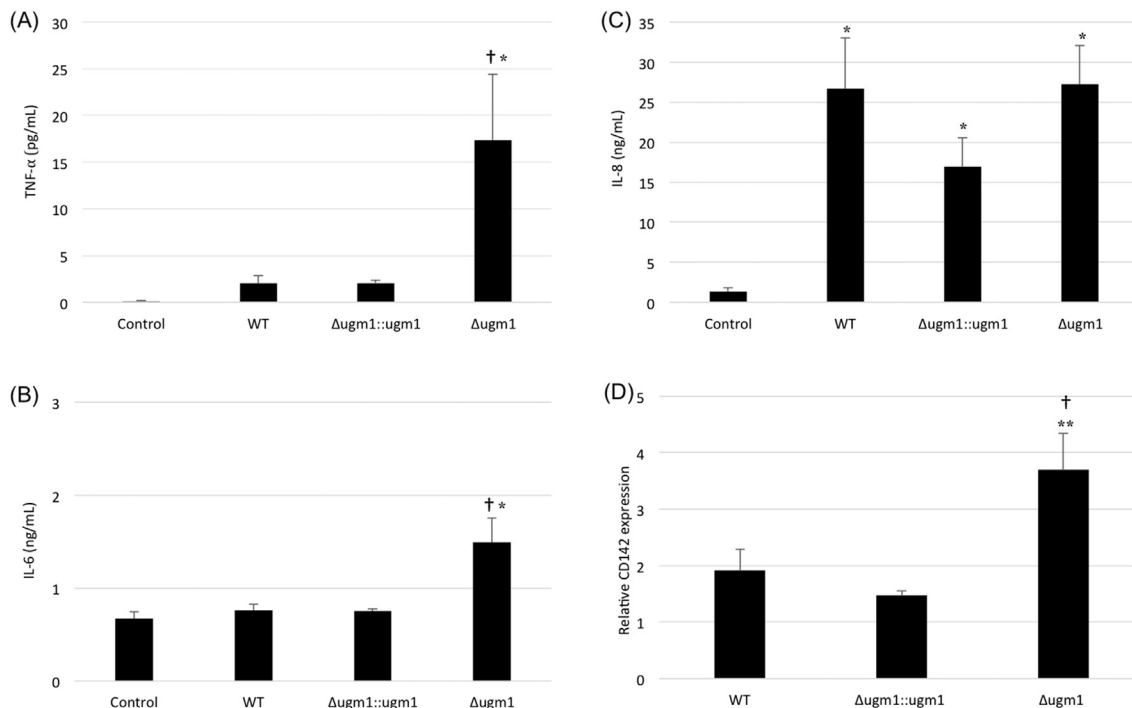 (A)
30
25
20
15
10
5
0
TNF-α (pg/mL)
† *
Control WT Δugm1::ugm1 Δugm1
(B)
3
2
1
0
IL-6 (ng/mL)
† *
Control WT Δugm1::ugm1 Δugm1
(C)
35
30
25
20
15
10
5
0
IL-8 (ng/mL)
* * *
Control WT Δugm1::ugm1 Δugm1
(D)
5
4
3
2
1
0
Relative CD142 expression
†
**
WT Δugm1::ugm1 Δugm1